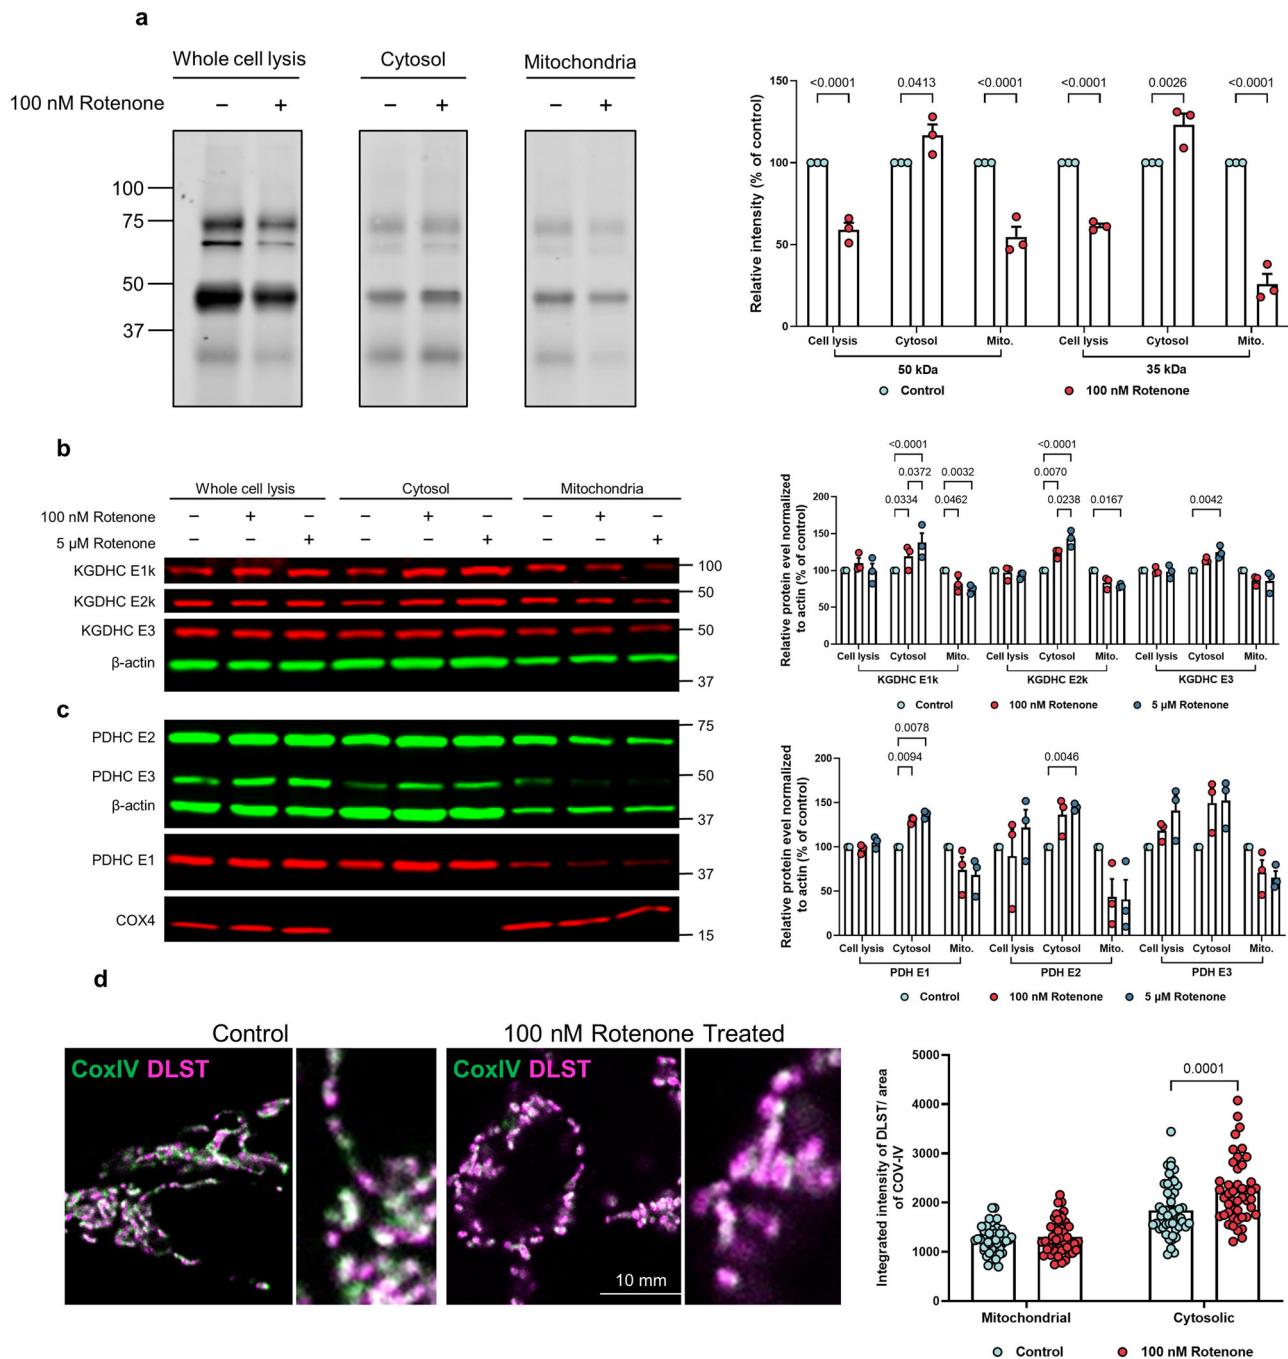 a
Whole cell lysis Cytosol Mitochondria
100 nM Rotenone − + − + − +
100
75
50
37
Relative intensity (% of control)
150
100
50
0
<0.0001 0.0413 <0.0001 <0.0001 0.0026 <0.0001
Cell lysis Cytosol Mito. Cell lysis Cytosol Mito.
50 kDa 35 kDa
Control 100 nM Rotenone
b
Whole cell lysis Cytosol Mitochondria
100 nM Rotenone − + − − + − − + −
5 µM Rotenone − − + − − + − − +
KGDHC E1k 100
KGDHC E2k 50
KGDHC E3 50
β-actin
37
Relative protein evel normalized
to actin (% of control)
200
150
100
50
0
<0.0001 <0.0001
0.0372 0.0032 0.0070
0.0334 0.0462 0.0238 0.0167 0.0042
Cell lysis Cytosol Mito. Cell lysis Cytosol Mito. Cell lysis Cytosol Mito.
KGDHC E1k KGDHC E2k KGDHC E3
Control 100 nM Rotenone 5 µM Rotenone
c
PDHC E2 75
PDHC E3 50
β-actin
37
PDHC E1
37
COX4
15
Relative protein evel normalized
to actin (% of control)
200
150
100
50
0
0.0078
0.0094 0.0046
Cell lysis Cytosol Mito. Cell lysis Cytosol Mito. Cell lysis Cytosol Mito.
PDH E1 PDH E2 PDH E3
Control 100 nM Rotenone 5 µM Rotenone
d
Control 100 nM Rotenone Treated
CoxIV DLST CoxIV DLST
10 mm
Integrated intensity of DLST/ area
of COV-IV
5000
4000
3000
2000
1000
0
0.0001
Mitochondrial Cytosolic
Control 100 nM Rotenone